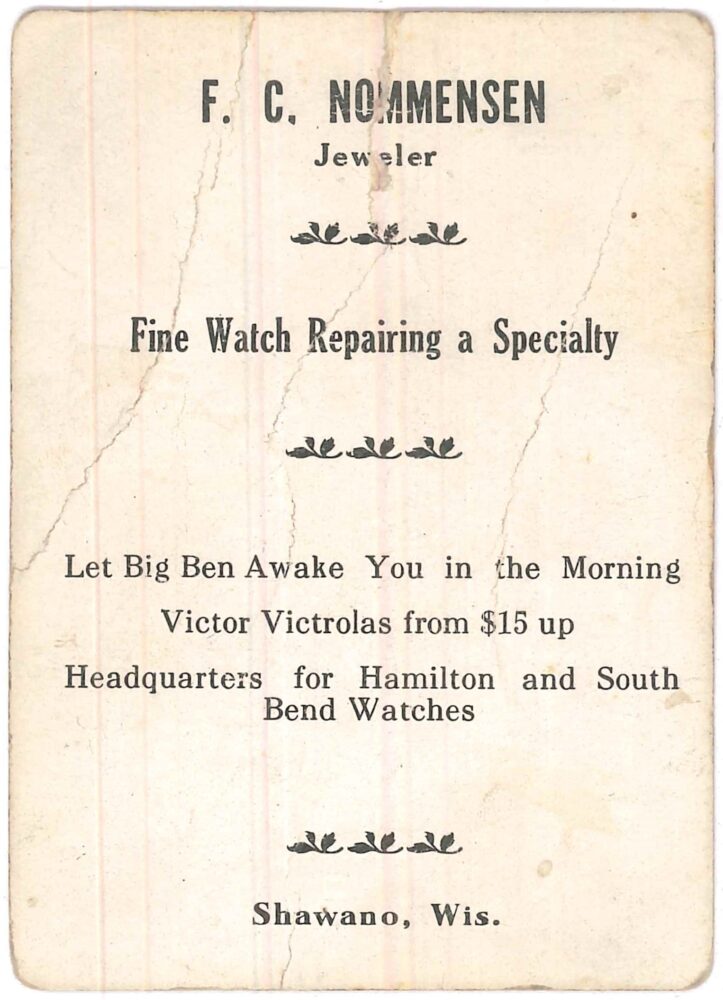 F. C. NOMMENSEN
Jeweler
Fine Watch Repairing a Specialty
Let Big Ben Awake You in the Morning
Victor Victrolas from $15 up
Headquarters for Hamilton and South
Bend Watches
Shawano, Wis.